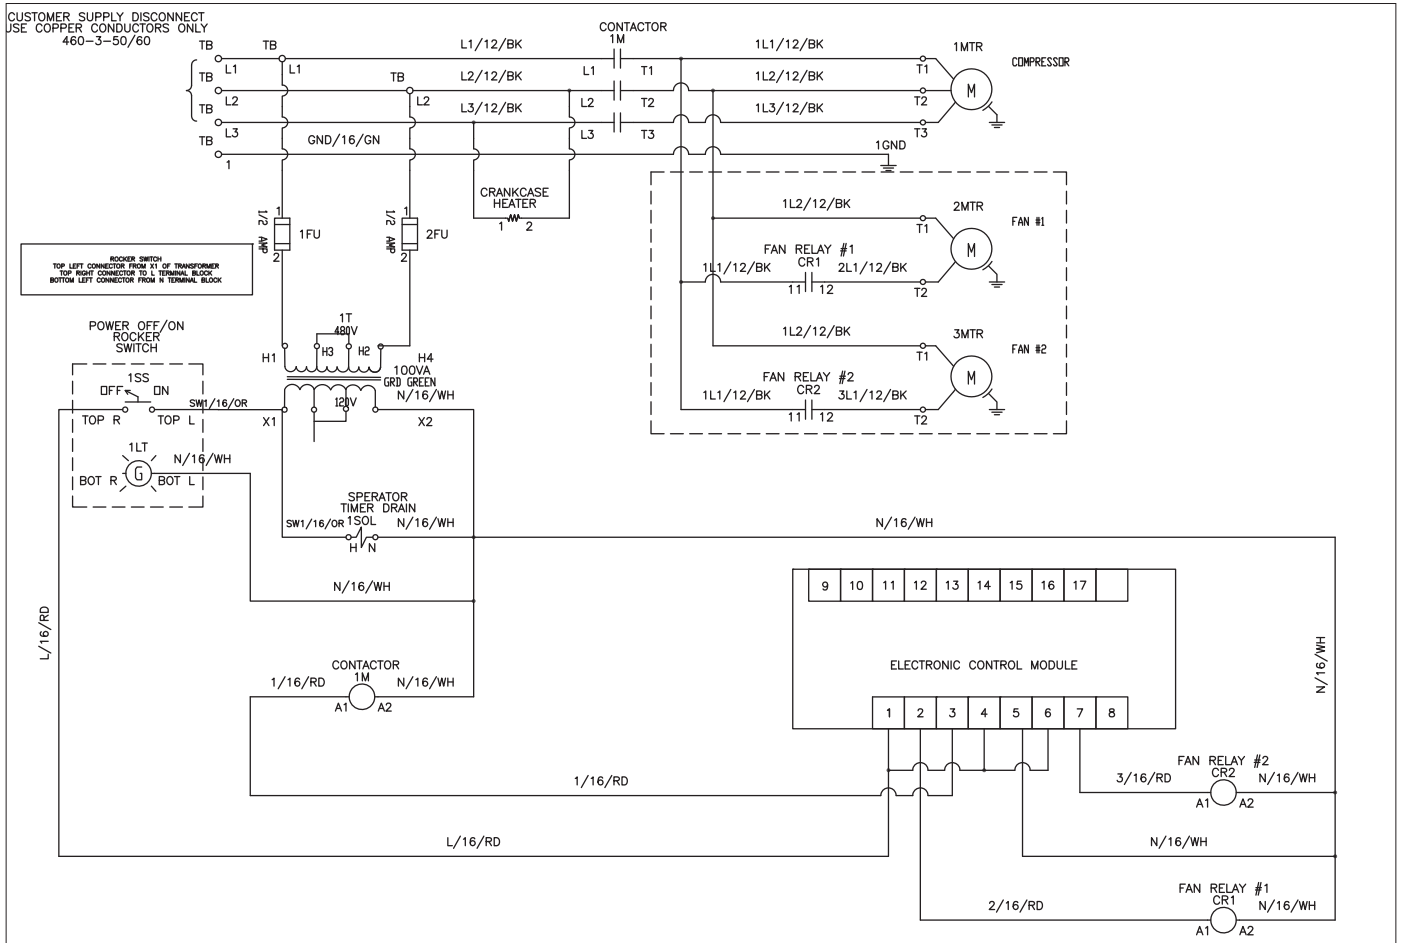 CUSTOMER SUPPLY DISCONNECT
USE COPPER CONDUCTORS ONLY
460-3-50/60
TB
TB
L1
L1
TB
L2
TB
L2
TB
L3
TB
1
L1/12/BK
L2/12/BK
L3/12/BK
GND/16/GN
CONTACTOR
1M
L1
T1
L2
T2
L3
T3
1L1/12/BK
1L2/12/BK
1L3/12/BK
1MTR
COMPRESSOR
T1
T2
T3
M
1GND
CRANKCASE
HEATER
1 2
1/2 AMP
1
2
1FU
1/2 AMP
1
2
2FU
1L2/12/BK
2MTR
FAN #1
T1
M
FAN RELAY #1
CR1
1L1/12/BK
2L1/12/BK
11 12
T2
1L2/12/BK
3MTR
FAN #2
T1
M
FAN RELAY #2
CR2
1L1/12/BK
3L1/12/BK
11 12
T2
ROCKER SWITCH
TOP LEFT CONNECTOR FROM X1 OF TRANSFORMER
TOP RIGHT CONNECTOR TO L TERMINAL BLOCK
BOTTOM LEFT CONNECTOR FROM N TERMINAL BLOCK
POWER OFF/ON
ROCKER
SWITCH
1SS
OFF ON
TOP R TOP L
SW1/16/OR
1LT
G
BOT R BOT L
N/16/WH
1T
480V
H1
H3
H2
H4
100VA
GRD GREEN
N/16/WH
120V
X1
X2
SPERATOR
TIMER DRAIN
1SOL
SW1/16/OR
N/16/WH
H N
N/16/WH
N/16/WH
L/16/RD
CONTACTOR
1M
1/16/RD
N/16/WH
A1 A2
9 10 11 12 13 14 15 16 17
ELECTRONIC CONTROL MODULE
1 2 3 4 5 6 7 8
N/16/WH
1/16/RD
L/16/RD
FAN RELAY #2
CR2
3/16/RD
N/16/WH
A1 A2
N/16/WH
FAN RELAY #1
CR1
2/16/RD
N/16/WH
A1 A2